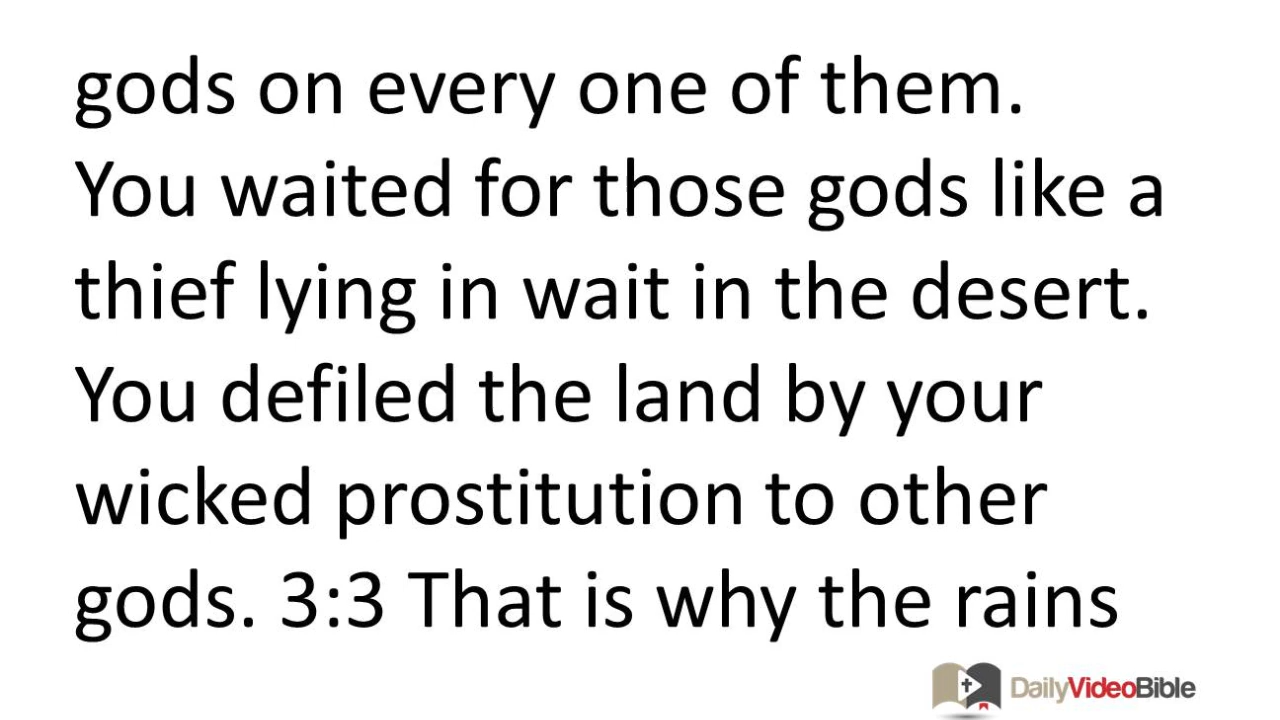 gods on every one of them.
You waited for those gods like a
thief lying in wait in the desert.
You defiled the land by your
wicked prostitution to other
gods. 3:3 That is why the rains
DailyVideoBible